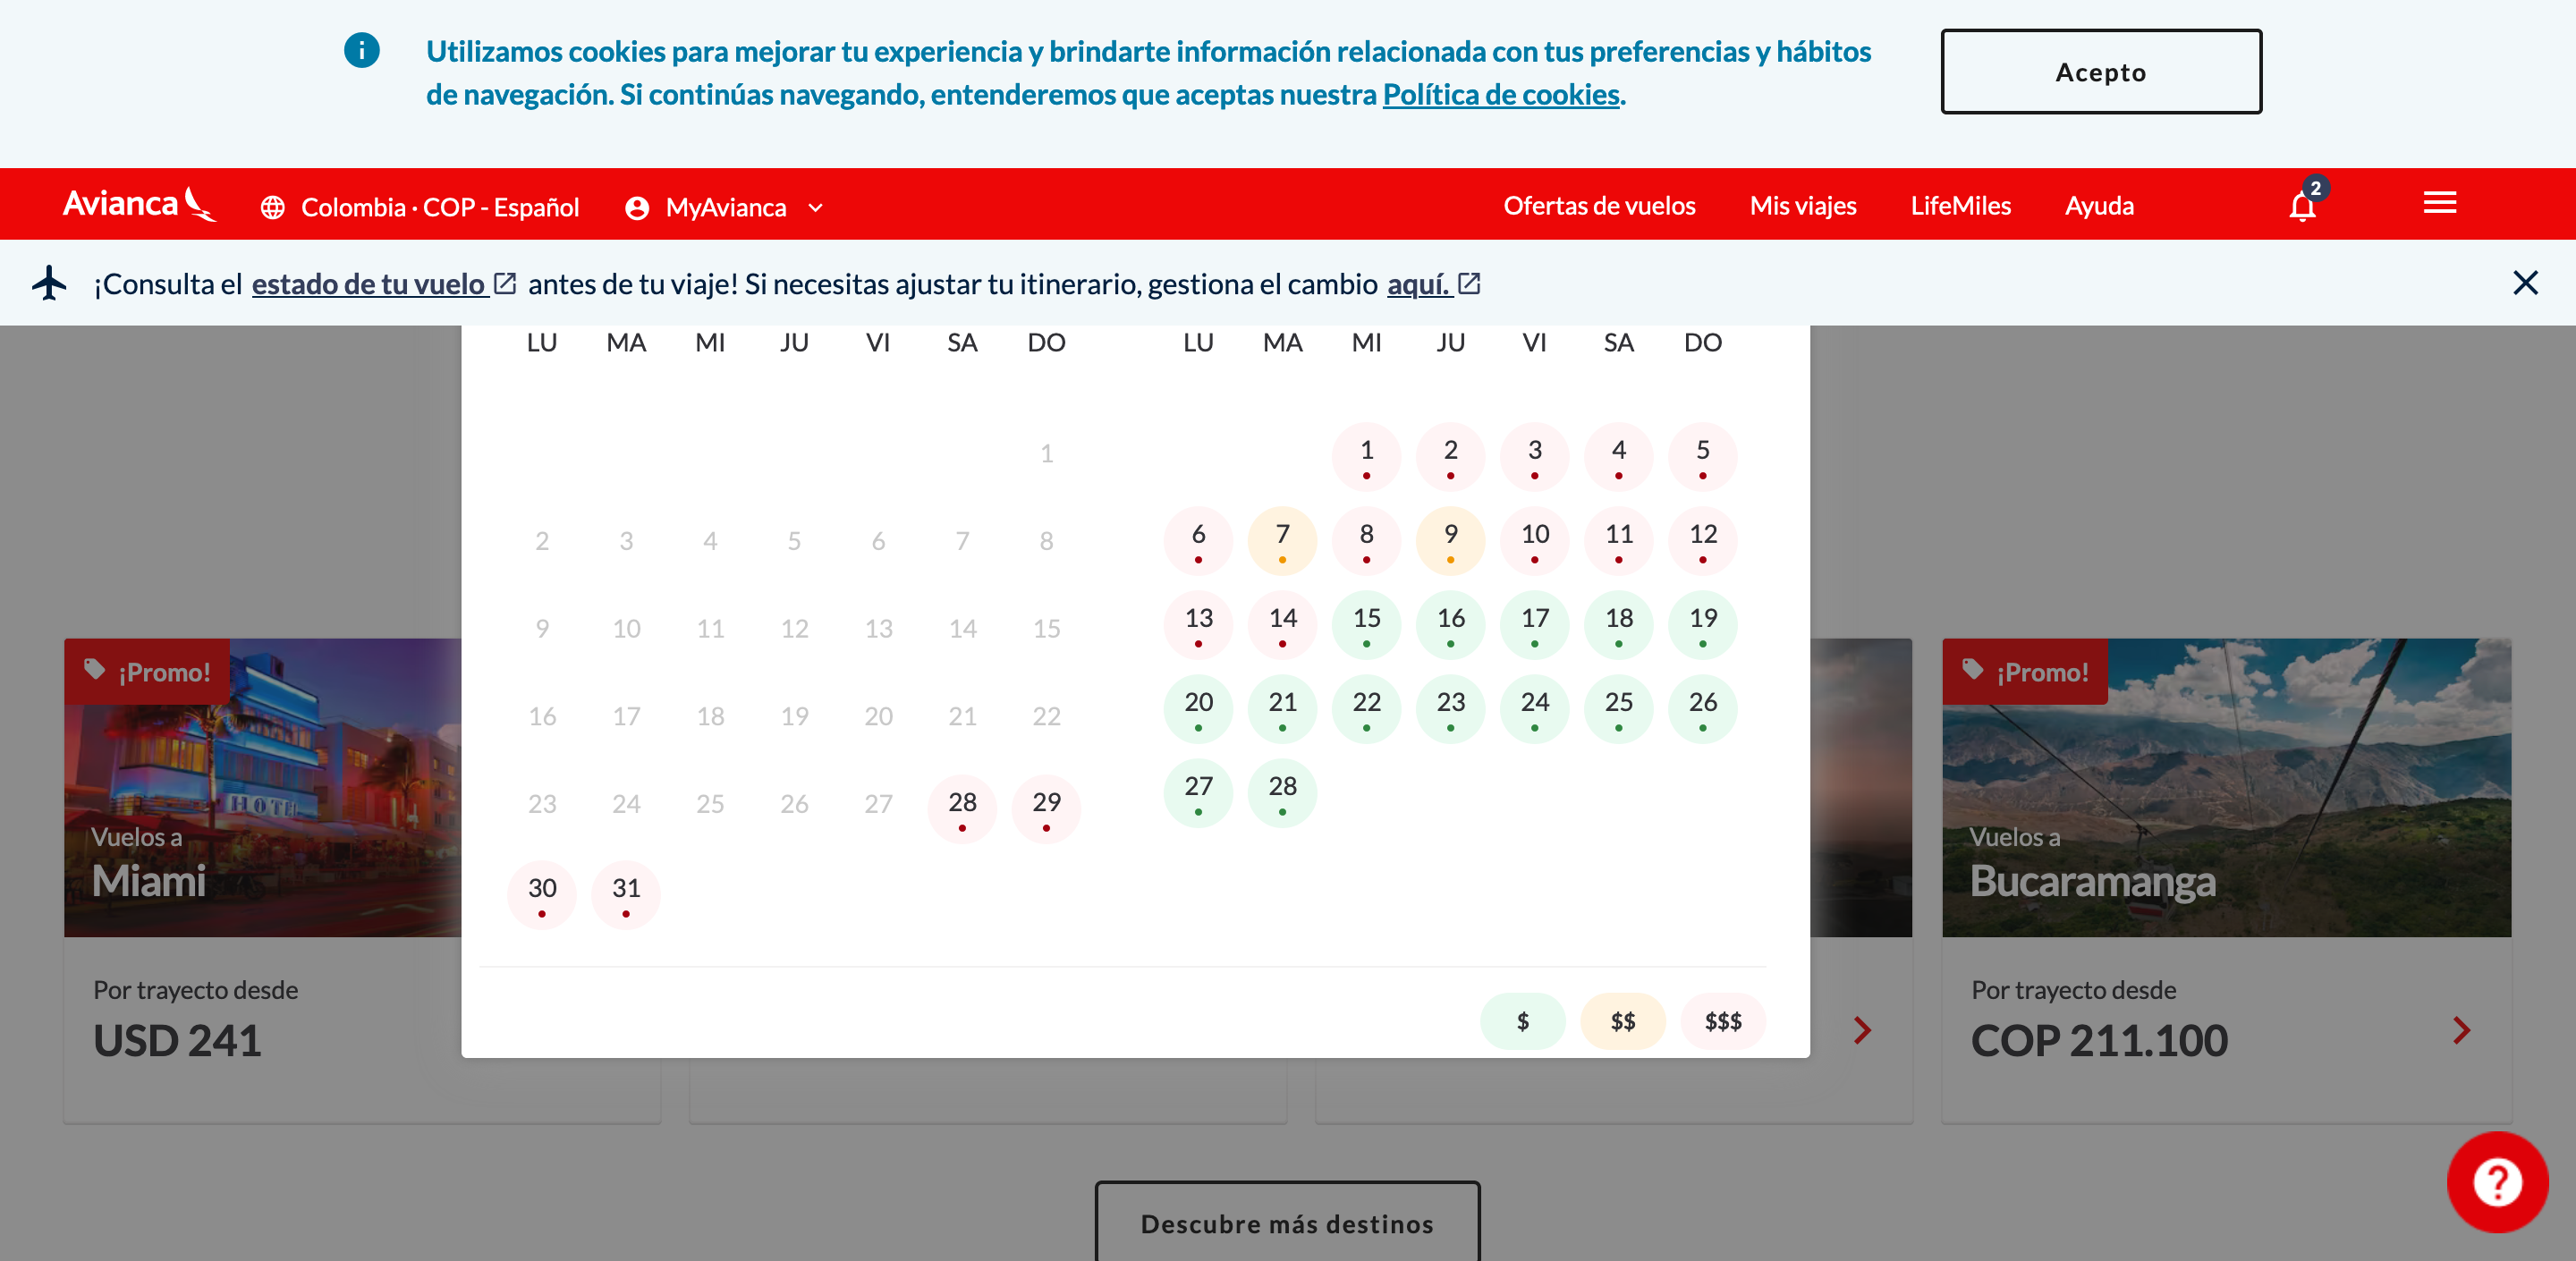 Utilizamos cookies para mejorar tu experiencia y brindarte información relacionada con tus preferencias y hábitos
de navegación. Si continúas navegando, entenderemos que aceptas nuestra Política de cookies.
Acepto
Avianca
Colombia · COP - Español
MyAvianca
Ofertas de vuelos
Mis viajes
LifeMiles
Ayuda
2
¡Consulta el estado de tu vuelo antes de tu viaje! Si necesitas ajustar tu itinerario, gestiona el cambio aquí.
LU MA MI JU VI SA DO
1
2 3 4 5 6 7 8
9 10 11 12 13 14 15
16 17 18 19 20 21 22
23 24 25 26 27 28 29
30 31
LU MA MI JU VI SA DO
1 2 3 4 5
6 7 8 9 10 11 12
13 14 15 16 17 18 19
20 21 22 23 24 25 26
27 28
$ $$ $$$
¡Promo!
HOTEL
Vuelos a
Miami
Por trayecto desde
USD 241
¡Promo!
Vuelos a
Bucaramanga
Por trayecto desde
COP 211.100
Descubre más destinos
?